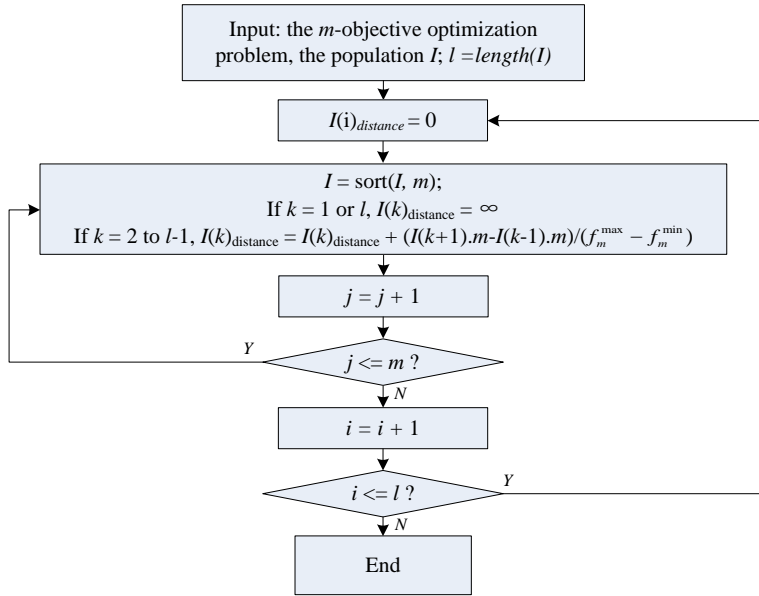 Input: the m-objective optimization
problem, the population I; l =length(I)
I(i)distance = 0
I = sort(I, m);
If k = 1 or l, I(k)distance = ∞
If k = 2 to l-1, I(k)distance = I(k)distance + (I(k+1).m-I(k-1).m)/(f_m^max − f_m^min)
j = j + 1
Y
j <= m ?
N
i = i + 1
i <= l ?
Y
N
End